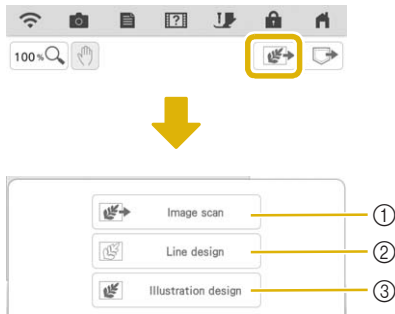 100 %
Image scan ①
Line design ②
Illustration design ③